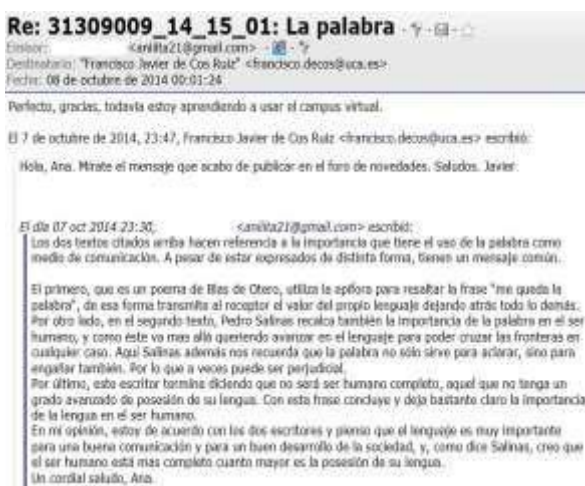 Re: 31309009_14_15_01: La palabra
Emisor: <anilita21@gmail.com>
Destinatario: "Francisco Javier de Cos Ruiz" <francisco.decos@uca.es>
Fecha: 08 de octubre de 2014 00:01:24
Perfecto, gracias, todavía estoy aprendiendo a usar el campus virtual.
El 7 de octubre de 2014, 23:47, Francisco Javier de Cos Ruiz <francisco.decos@uca.es> escribió:
Hola, Ana. Mírate el mensaje que acabo de publicar en el foro de novedades. Saludos. Javier
El día 07 oct 2014 23:30, <anilita21@gmail.com> escribió:
Los dos textos citados arriba hacen referencia a la importancia que tiene el uso de la palabra como
medio de comunicación. A pesar de estar expresados de distinta forma, tienen un mensaje común.
El primero, que es un poema de Blas de Otero, utiliza la epífora para resaltar la frase "me queda la
palabra", de esa forma transmite al receptor el valor del propio lenguaje dejando atrás todo lo demás.
Por otro lado, en el segundo texto, Pedro Salinas recalca también la importancia de la palabra en el ser
humano, y como éste va mas allá queriendo avanzar en el lenguaje para poder cruzar las fronteras en
cualquier caso. Aquí Salinas además nos recuerda que la palabra no sólo sirve para aclarar, sino para
engañar también. Por lo que a veces puede ser perjudicial.
Por último, este escritor termina diciendo que no será ser humano completo, aquel que no tenga un
grado avanzado de posesión de su lengua. Con esta frase concluye y deja bastante claro la importancia
de la lengua en el ser humano.
En mi opinión, estoy de acuerdo con los dos escritores y pienso que el lenguaje es muy importante
para una buena comunicación y para un buen desarrollo de la sociedad, y, como dice Salinas, creo que
el ser humano está mas completo cuanto mayor es la posesión de su lengua.
Un cordial saludo, Ana.